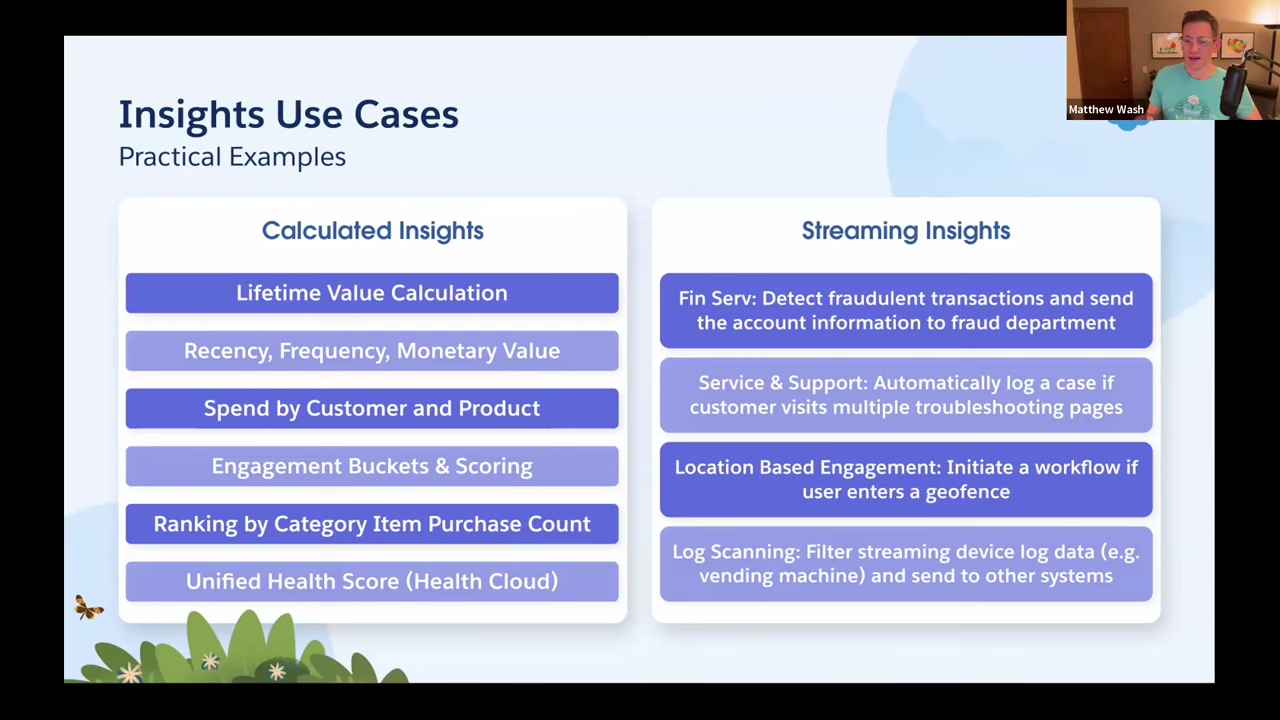 Matthew Wash
Insights Use Cases
Practical Examples
Calculated Insights
Lifetime Value Calculation
Recency, Frequency, Monetary Value
Spend by Customer and Product
Engagement Buckets & Scoring
Ranking by Category Item Purchase Count
Unified Health Score (Health Cloud)
Streaming Insights
Fin Serv: Detect fraudulent transactions and send
the account information to fraud department
Service & Support: Automatically log a case if
customer visits multiple troubleshooting pages
Location Based Engagement: Initiate a workflow if
user enters a geofence
Log Scanning: Filter streaming device log data (e.g.
vending machine) and send to other systems